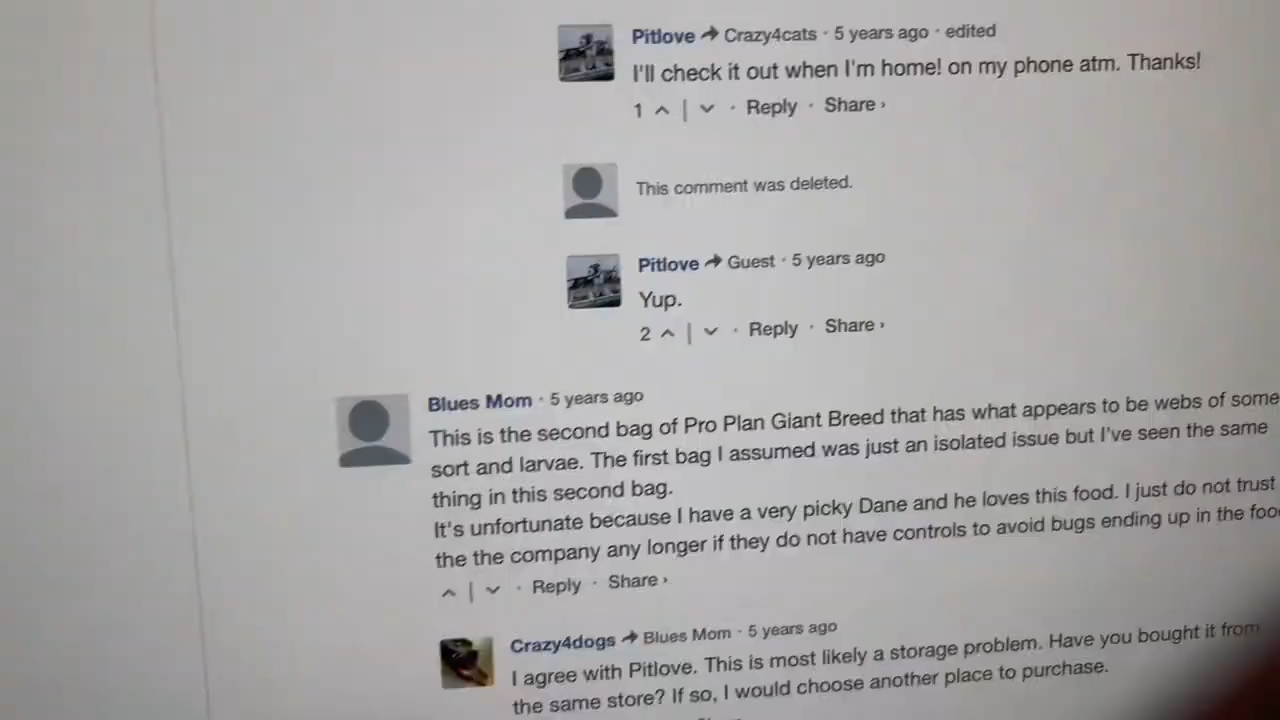 Pitlove → Crazy4cats · 5 years ago · edited
I'll check it out when I'm home! on my phone atm. Thanks!
1 ^ | v · Reply · Share ›
This comment was deleted.
Pitlove → Guest · 5 years ago
Yup.
2 ^ | v · Reply · Share ›
Blues Mom · 5 years ago
This is the second bag of Pro Plan Giant Breed that has what appears to be webs of some
sort and larvae. The first bag I assumed was just an isolated issue but I've seen the same
thing in this second bag.
It's unfortunate because I have a very picky Dane and he loves this food. I just do not trust
the the company any longer if they do not have controls to avoid bugs ending up in the
^ | v · Reply · Share ›
Crazy4dogs → Blues Mom · 5 years ago
I agree with Pitlove. This is most likely a storage problem. Have you bought it from
the same store? If so, I would choose another place to purchase.